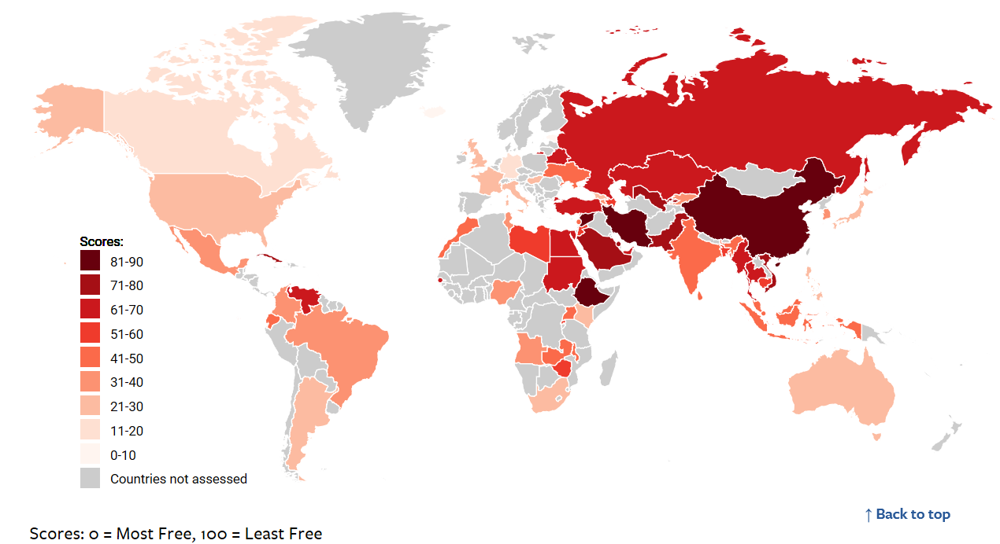 Scores:
81-90
71-80
61-70
51-60
41-50
31-40
21-30
11-20
0-10
Countries not assessed
↑ Back to top
Scores: 0 = Most Free, 100 = Least Free